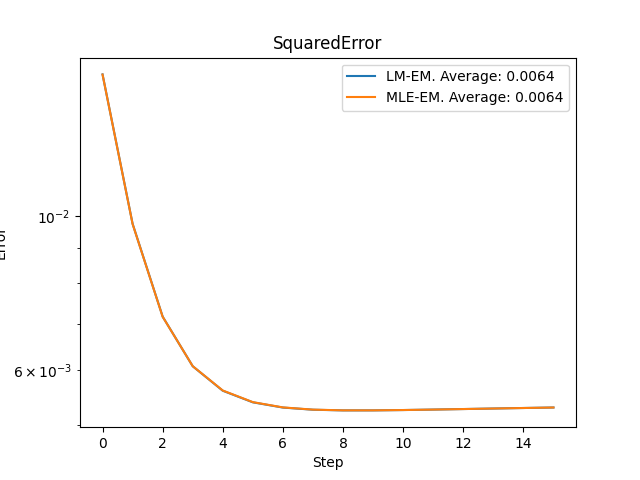 SquaredError
LM-EM. Average: 0.0064
MLE-EM. Average: 0.0064
Error
10⁻²
6 × 10⁻³
0 2 4 6 8 10 12 14
Step